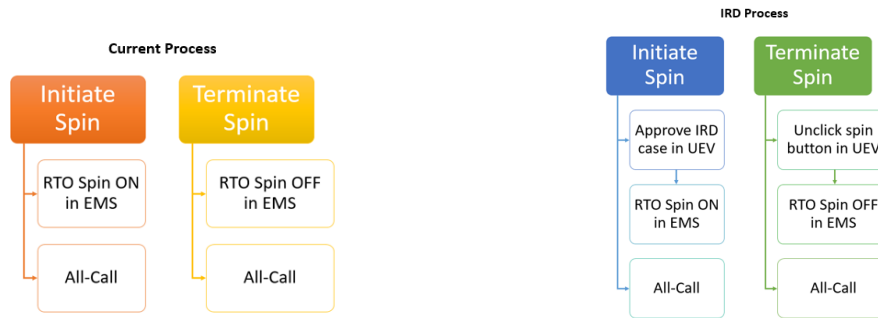 Current Process
Initiate
Spin
Terminate
Spin
RTO Spin ON
in EMS
RTO Spin OFF
in EMS
All-Call
All-Call
IRD Process
Initiate
Spin
Terminate
Spin
Approve IRD
case in UEV
Unclick spin
button in UEV
RTO Spin ON
in EMS
RTO Spin OFF
in EMS
All-Call
All-Call